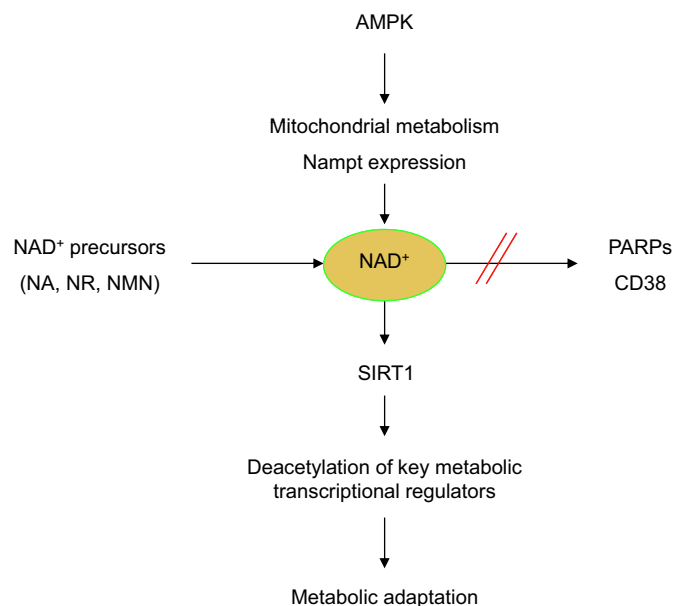 AMPK
Mitochondrial metabolism
Nampt expression
NAD⁺ precursors
(NA, NR, NMN)
NAD⁺
PARPs
CD38
SIRT1
Deacetylation of key metabolic
transcriptional regulators
Metabolic adaptation